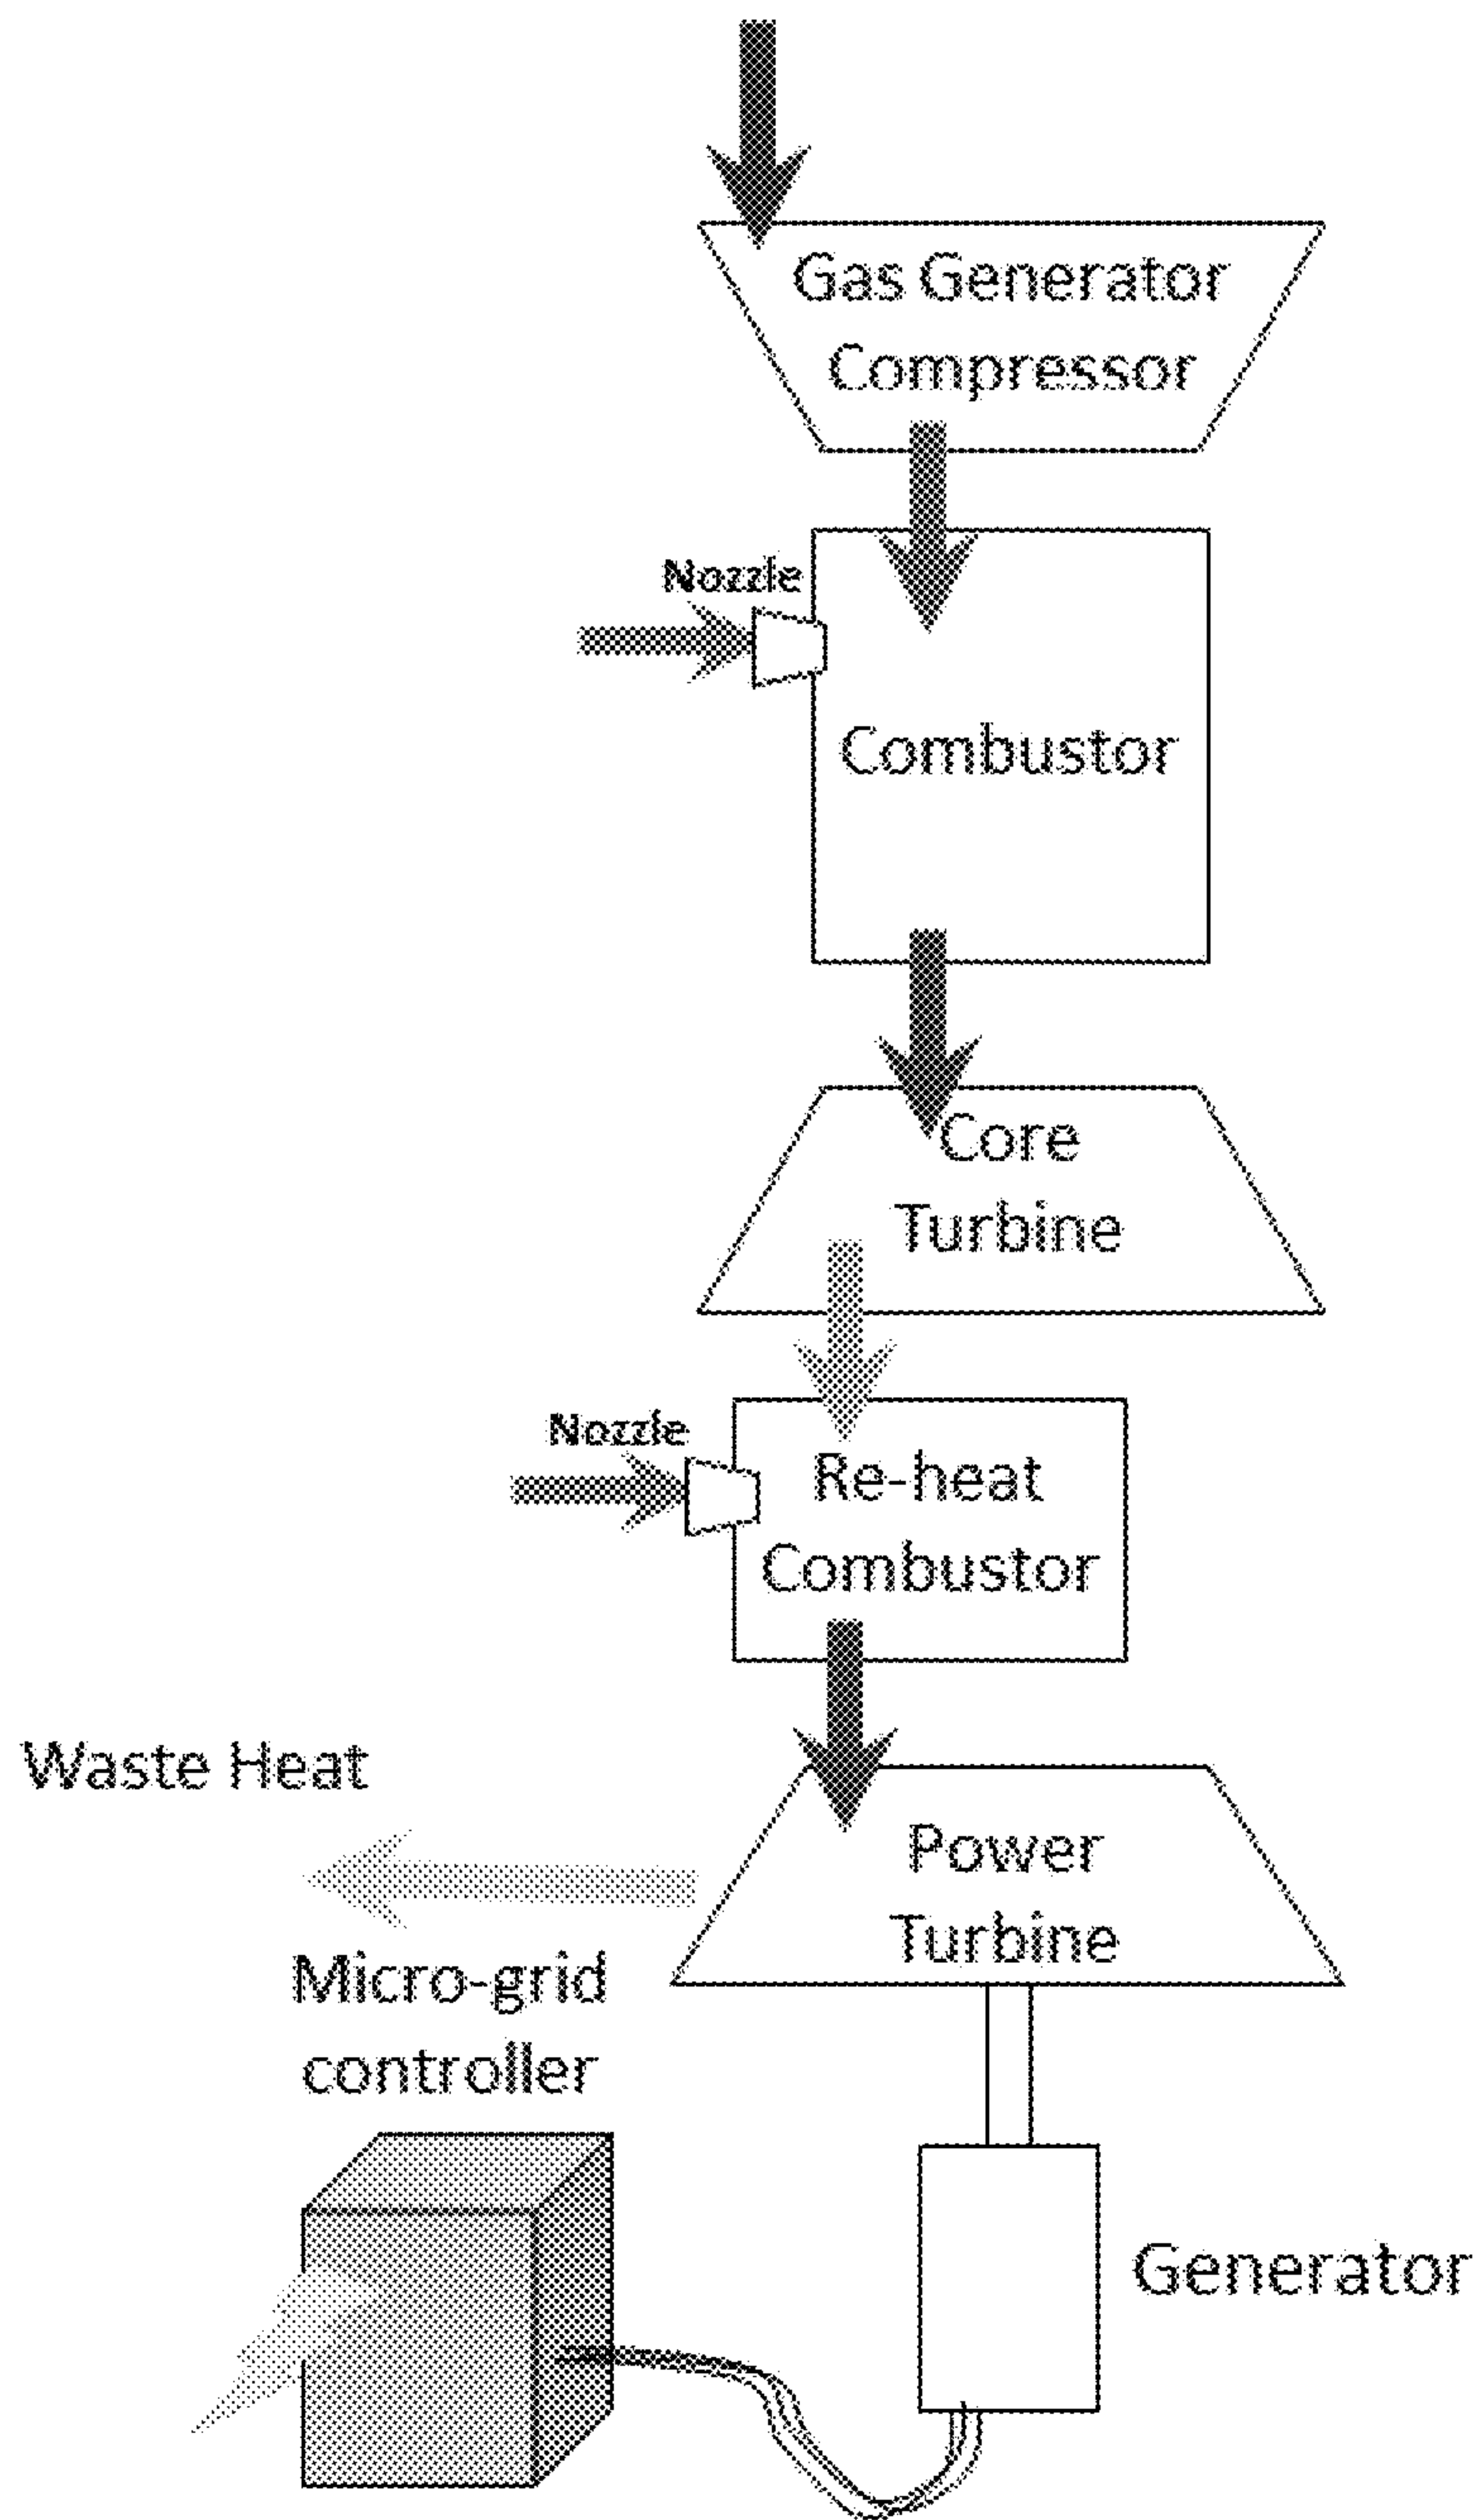 Gas Generator
Compressor
Nozzle
Combustor
Core
Turbine
Nozzle
Re-heat
Combustor
Waste Heat
Power
Turbine
Micro-grid
controller
Generator